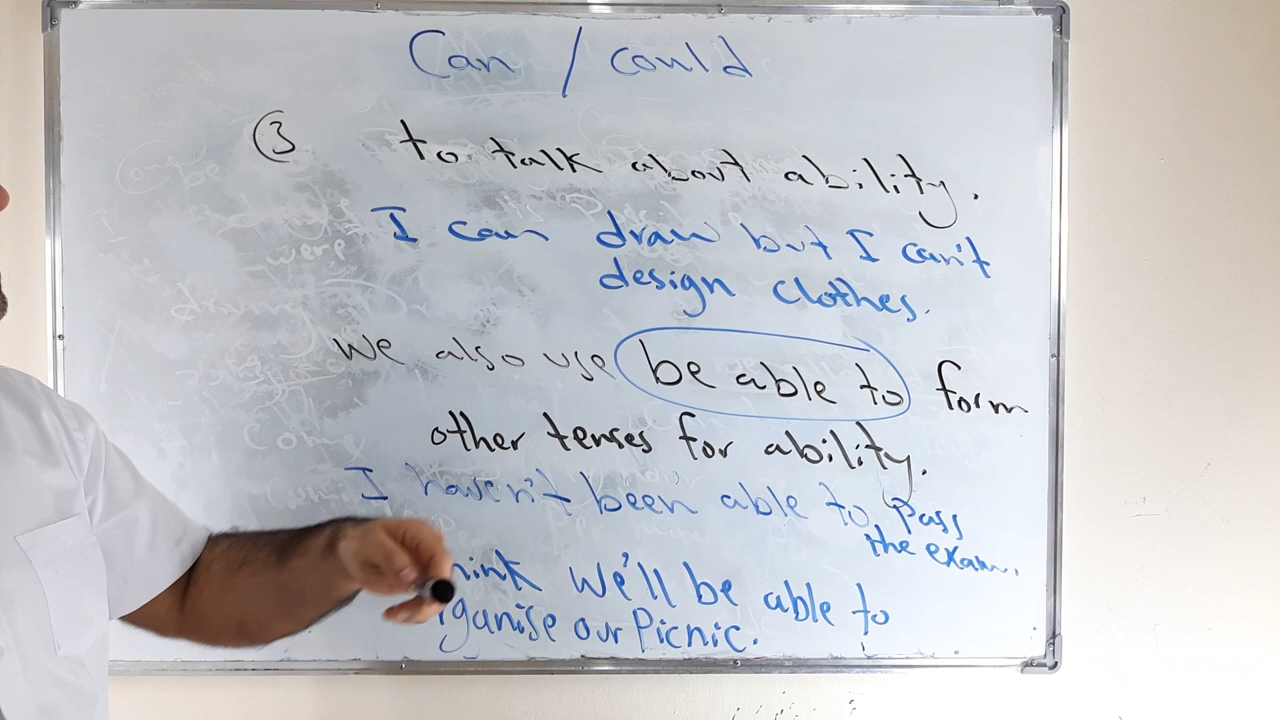 Can / could
③ to talk about ability.
I can draw but I can't
design clothes.
We also use be able to form
other tenses for ability.
I haven't been able to pass
the exam.
hink We'll be able to
rganise our Picnic.